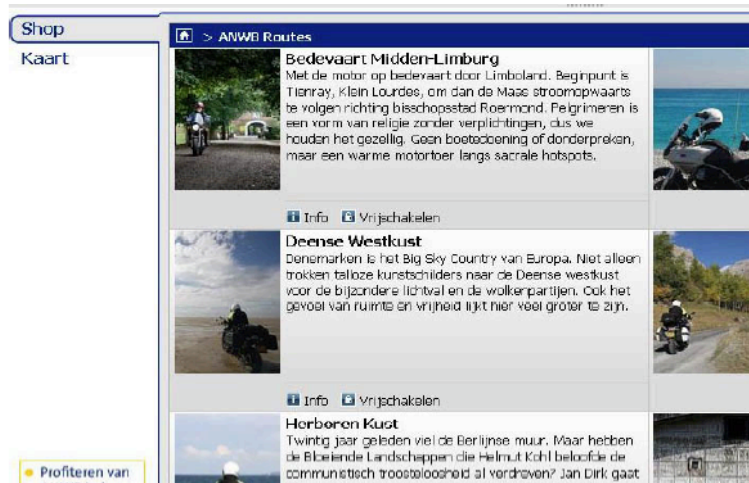 Shop
Kaart
> ANWB Routes
Bedevaart Midden-Limburg
Met de motor op bedevaart door Limboland. Beginpunt is
Tienray, Klein Lourdes, om dan de Maas stroomopwaarts
te volgen richting bisschopsstad Roermond. Pelgrimeren is
een vorm van religie zonder verplichtingen, dus we
houden het gezellig. Geen boetedoening of donderpreken,
maar een warme motortoer langs sacrale hotspots.
Info Vrijschakelen
Deense Westkust
Denemarken is het Big Sky Country van Europa. Niet alleen
trokken talloze kunstschilders naar de Deense westkust
voor de bijzondere lichtval en de wolkenpartijen. Ook het
gevoel van ruimte en vrijheid lijkt hier veel groter te zijn.
Info Vrijschakelen
Herboren Kust
Twintig jaar geleden viel de Berlijnse muur. Maar hebben
de Bloeiende Landschappen die Helmut Kohl beloofde de
communistisch troosteloosheid al verdreven? Jan Dirk gaat
Profiteren van